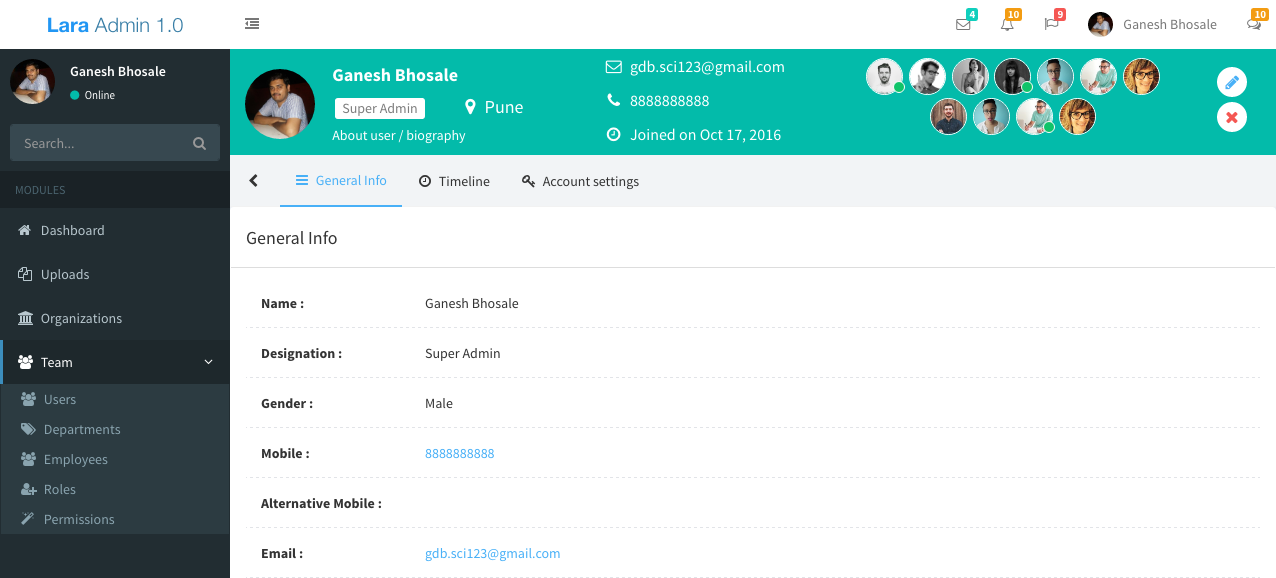 Lara Admin 1.0
4
10
9
Ganesh Bhosale
10
Ganesh Bhosale
Online
Search...
MODULES
Dashboard
Uploads
Organizations
Team
Users
Departments
Employees
Roles
Permissions
Ganesh Bhosale
Super Admin
Pune
About user / biography
gdb.sci123@gmail.com
8888888888
Joined on Oct 17, 2016
General Info
Timeline
Account settings
General Info
Name : Ganesh Bhosale
Designation : Super Admin
Gender : Male
Mobile : 8888888888
Alternative Mobile :
Email : gdb.sci123@gmail.com